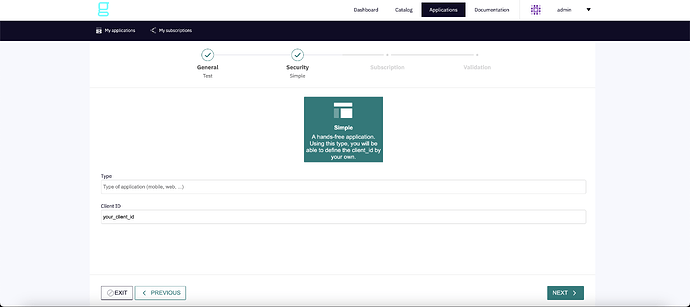 Dashboard Catalog Applications Documentation admin
My applications My subscriptions
General Security Subscription Validation
Test Simple
Simple
A hands-free application.
Using this type, you will be
able to define the client_id by
your own.
Type
Type of application (mobile, web, ...)
Client ID
your_client_id
EXIT PREVIOUS NEXT